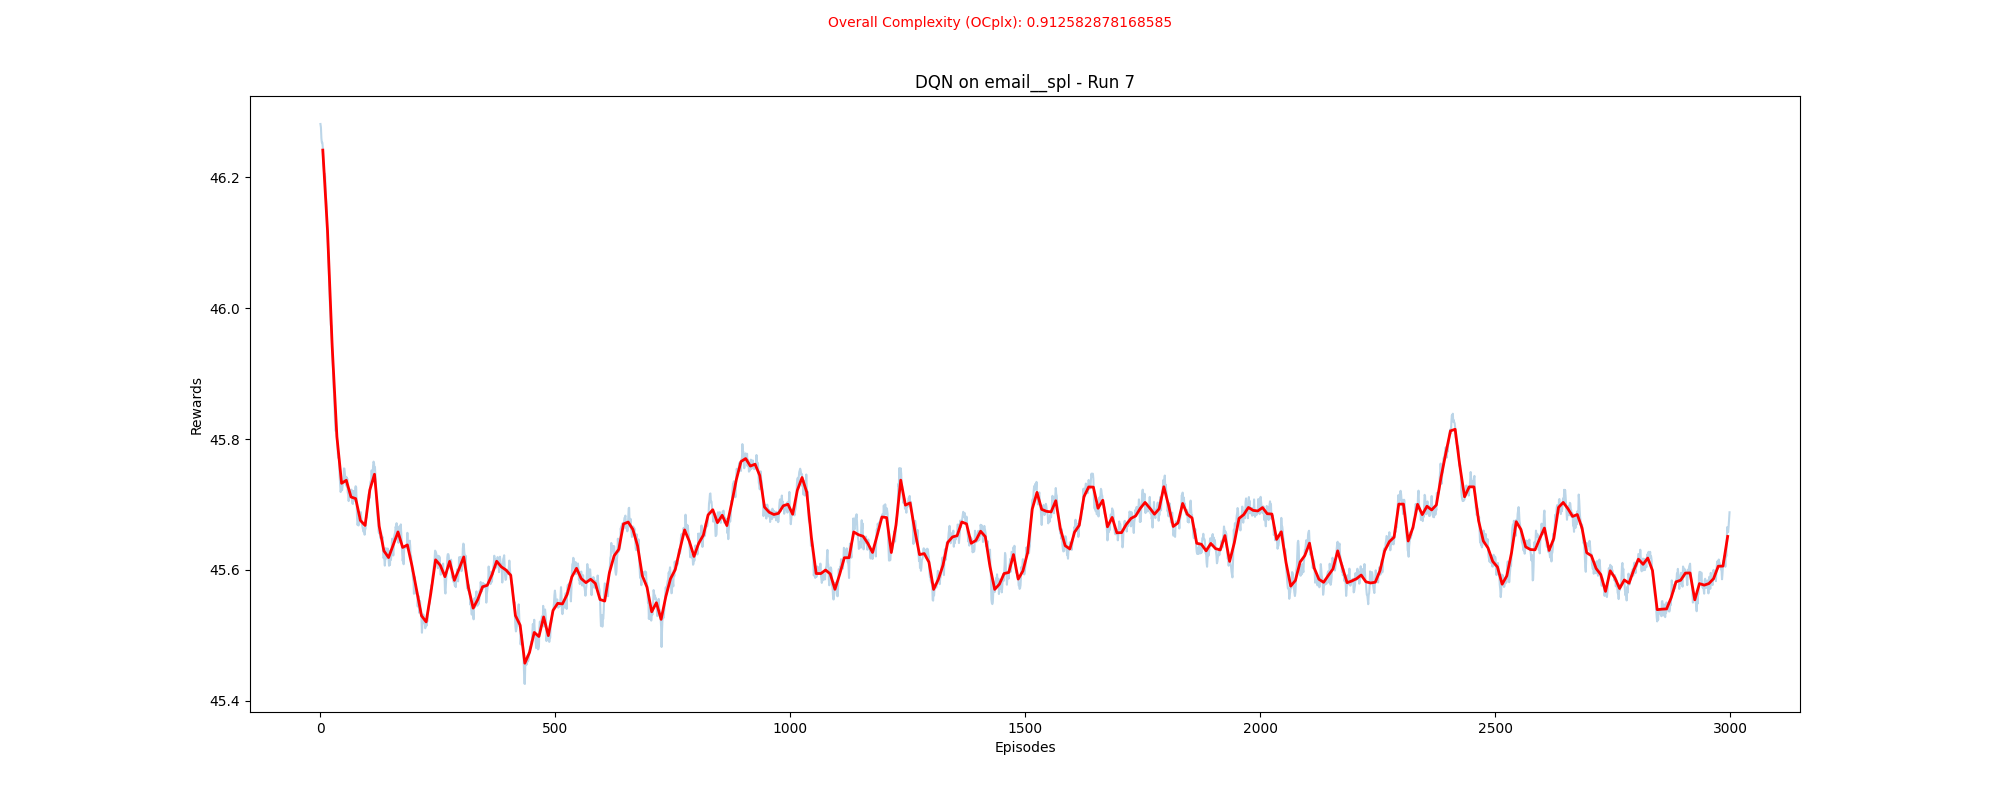 Overall Complexity (OCplx): 0.912582878168585
DQN on email__spl - Run 7
46.2
46.0
45.8
45.6
45.4
Rewards
0 500 1000 1500 2000 2500 3000
Episodes